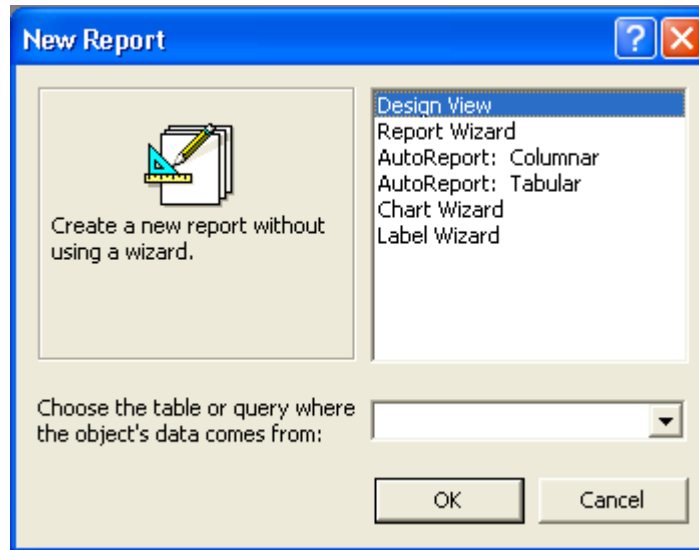 New Report
Create a new report without
using a wizard.
Design View
Report Wizard
AutoReport: Columnar
AutoReport: Tabular
Chart Wizard
Label Wizard
Choose the table or query where
the object's data comes from:
OK
Cancel